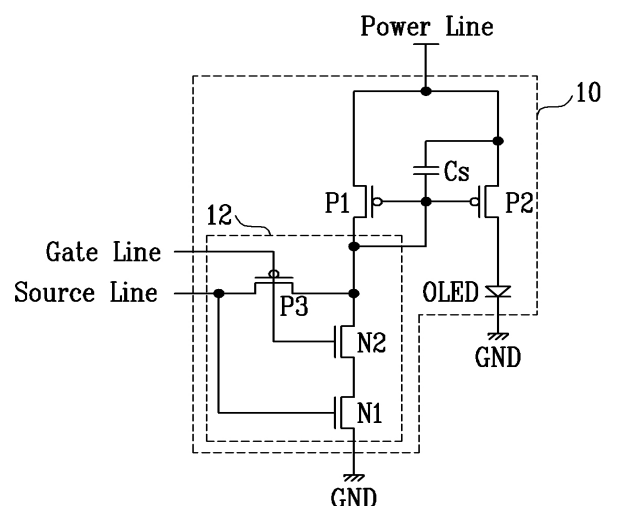 Power Line
10
Cs
P1
P2
12
Gate Line
Source Line
P3
OLED
N2
GND
N1
GND